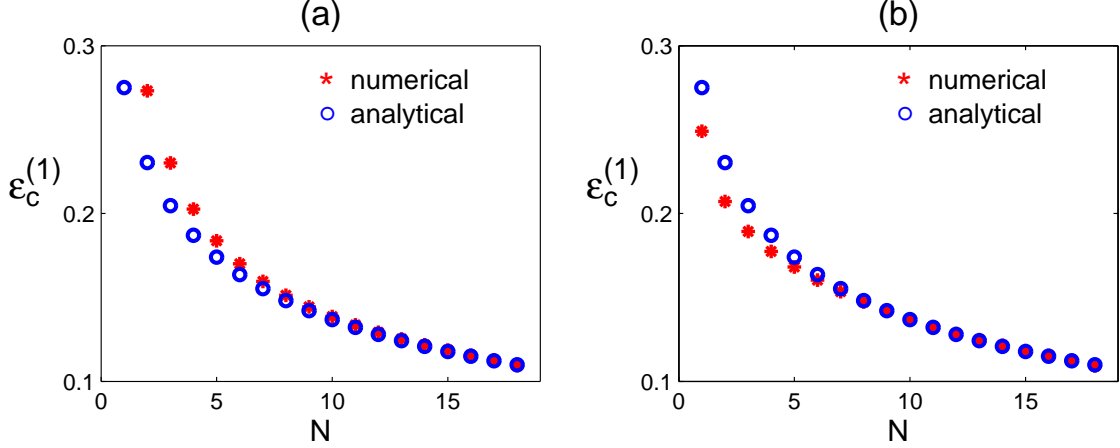 (a)
0.3
* numerical
o analytical
ε_c^(1)
0.2
0.1
0 5 10 15
N
(b)
0.3
* numerical
o analytical
ε_c^(1)
0.2
0.1
0 5 10 15
N